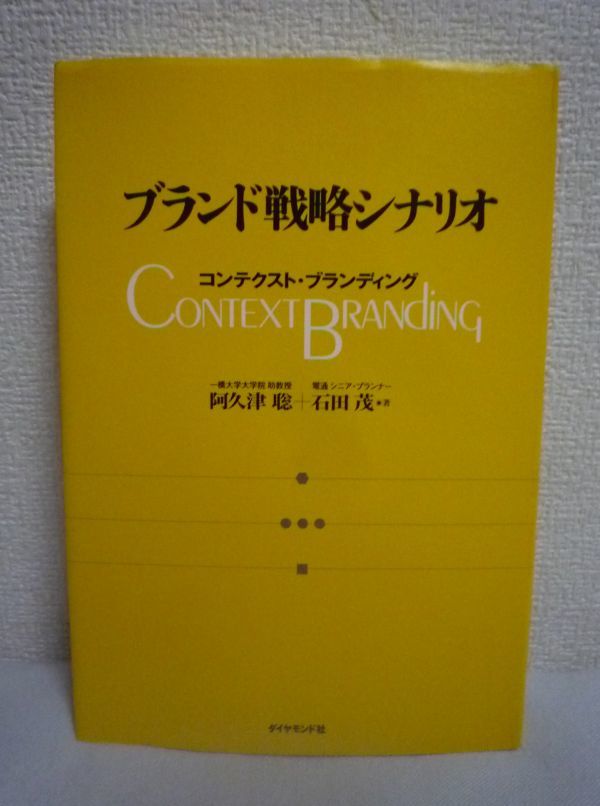 ブランド戦略シナリオ
コンテクスト・ブランディング
CONTEXT BRANDING
一橋大学大学院 助教授 電通 シニア・プランナー
阿久津 聡+石田 茂●著
ダイヤモンド社